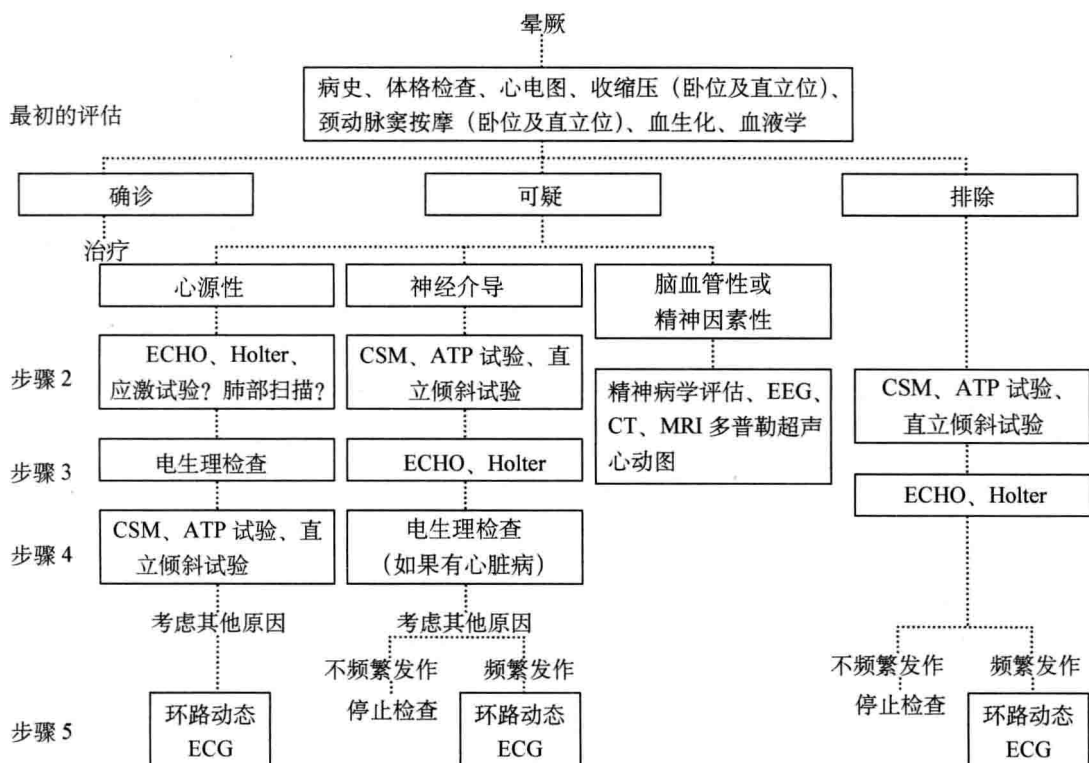 晕厥
最初的评估
病史、体格检查、心电图、收缩压（卧位及直立位）、
颈动脉窦按摩（卧位及直立位）、血生化、血液学
确诊
可疑
排除
治疗
心源性
神经介导
脑血管性或
精神因素性
步骤 2
ECHO、Holter、
应激试验？肺部扫描？
CSM、ATP 试验、直
立倾斜试验
精神病学评估、EEG、
CT、MRI 多普勒超声
心动图
CSM、ATP 试验、
直立倾斜试验
步骤 3
电生理检查
ECHO、Holter
ECHO、Holter
步骤 4
CSM、ATP 试验、直
立倾斜试验
电生理检查
（如果有心脏病）
考虑其他原因
考虑其他原因
不频繁发作
频繁发作
不频繁发作
频繁发作
步骤 5
环路动态
ECG
停止检查
环路动态
ECG
停止检查
环路动态
ECG